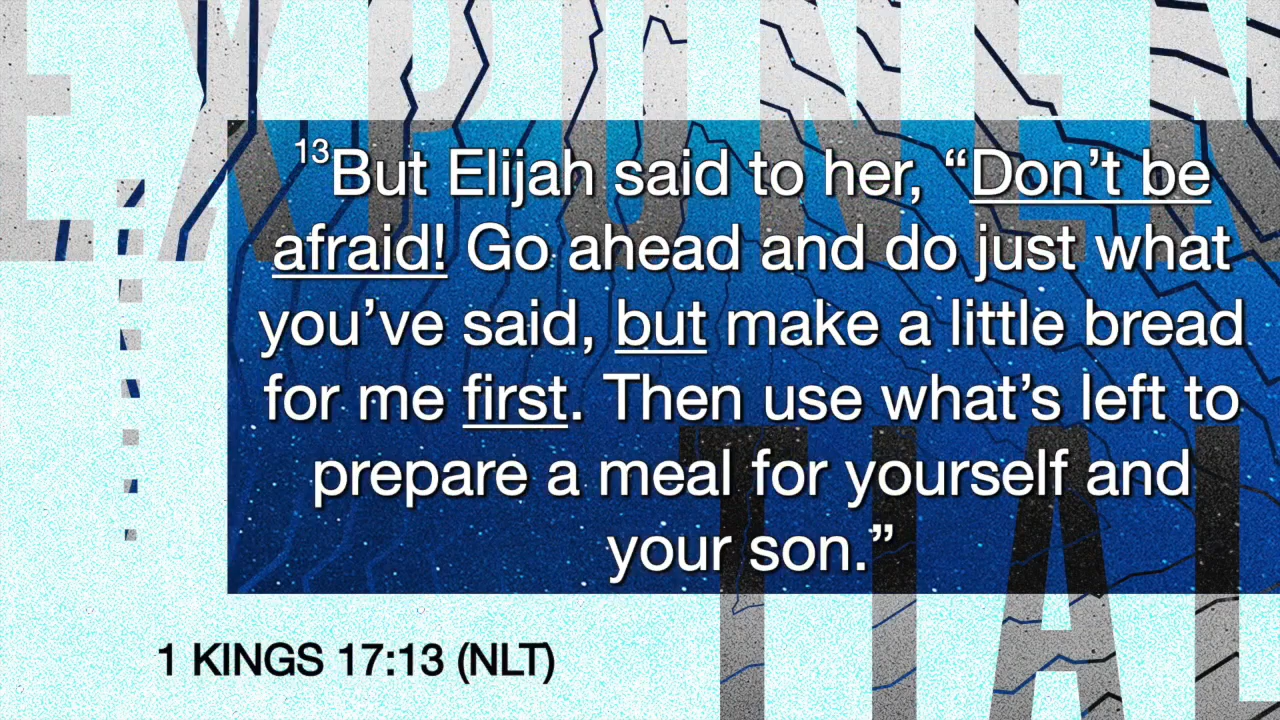 EXPONEN
¹³But Elijah said to her, “Don’t be
afraid! Go ahead and do just what
you’ve said, but make a little bread
for me first. Then use what’s left to
prepare a meal for yourself and
your son.”
TIAL
1 KINGS 17:13 (NLT)